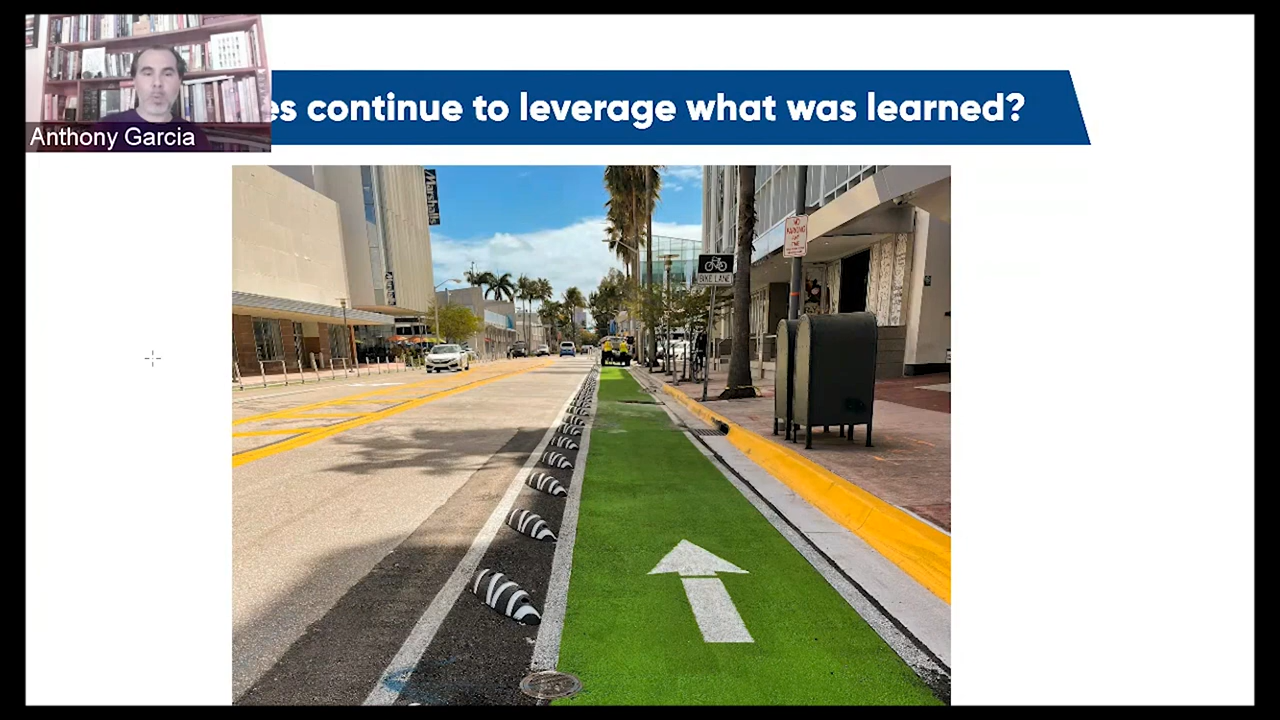 es continue to leverage what was learned?
Anthony Garcia
Marshalls
BIKE LANE
NO
PARKING
ANY
TIME